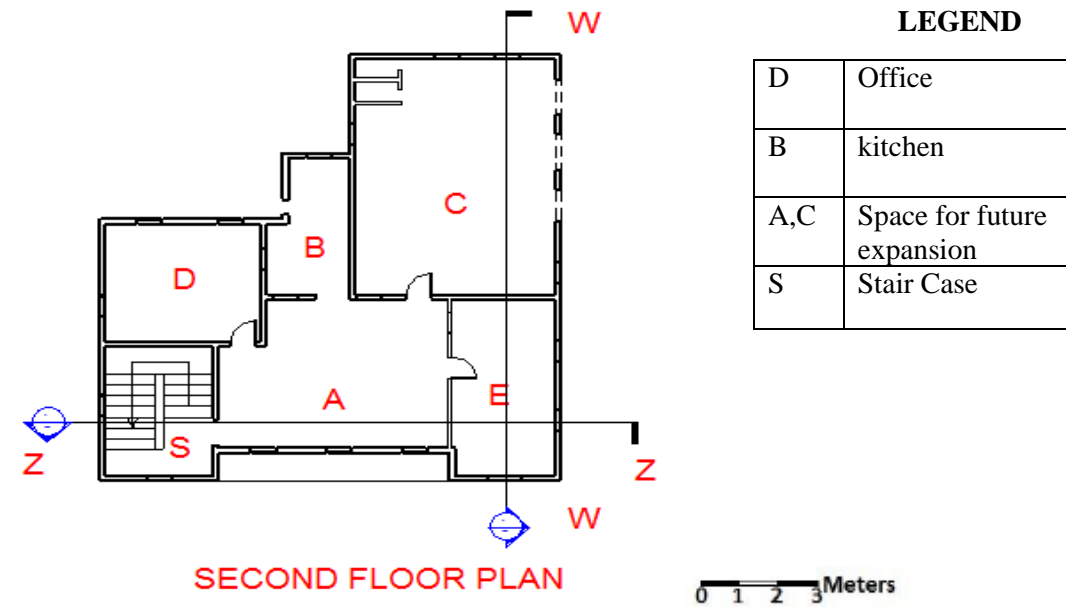 W
LEGEND
D Office
B kitchen
A,C Space for future
expansion
S Stair Case
C
B
D
A
E
S
Z
Z
W
SECOND FLOOR PLAN
0 1 2 3 Meters